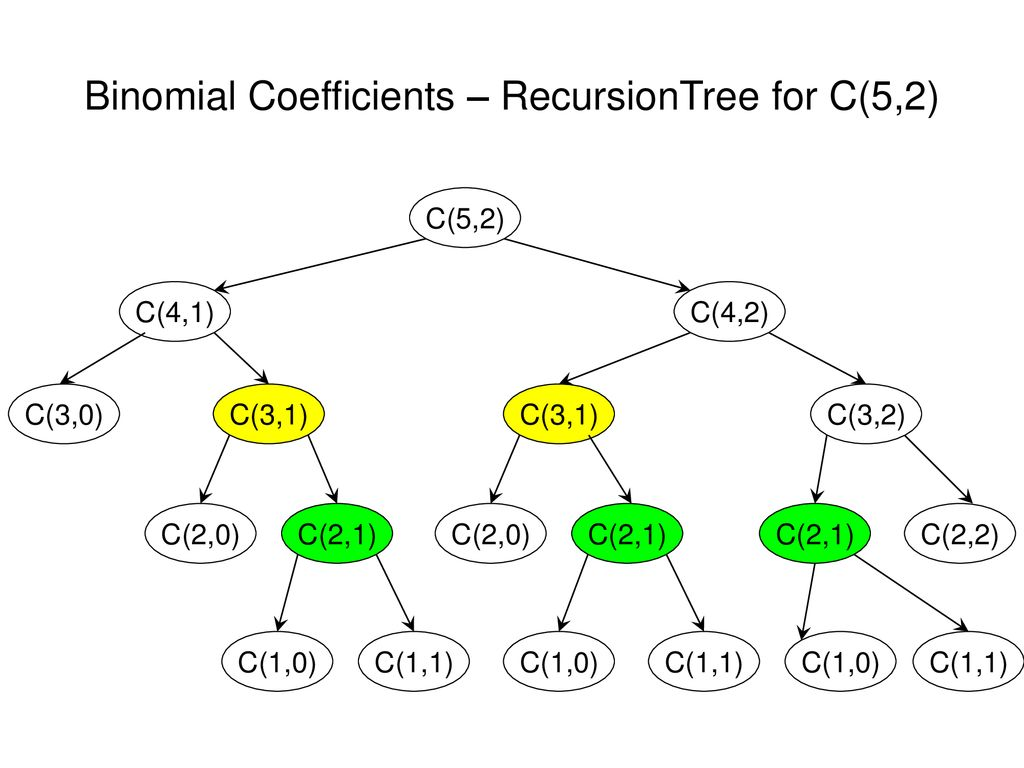 Binomial Coefficients – RecursionTree for C(5,2)
C(5,2)
C(4,1)
C(4,2)
C(3,0)
C(3,1)
C(3,1)
C(3,2)
C(2,0)
C(2,1)
C(2,0)
C(2,1)
C(2,1)
C(2,2)
C(1,0)
C(1,1)
C(1,0)
C(1,1)
C(1,0)
C(1,1)